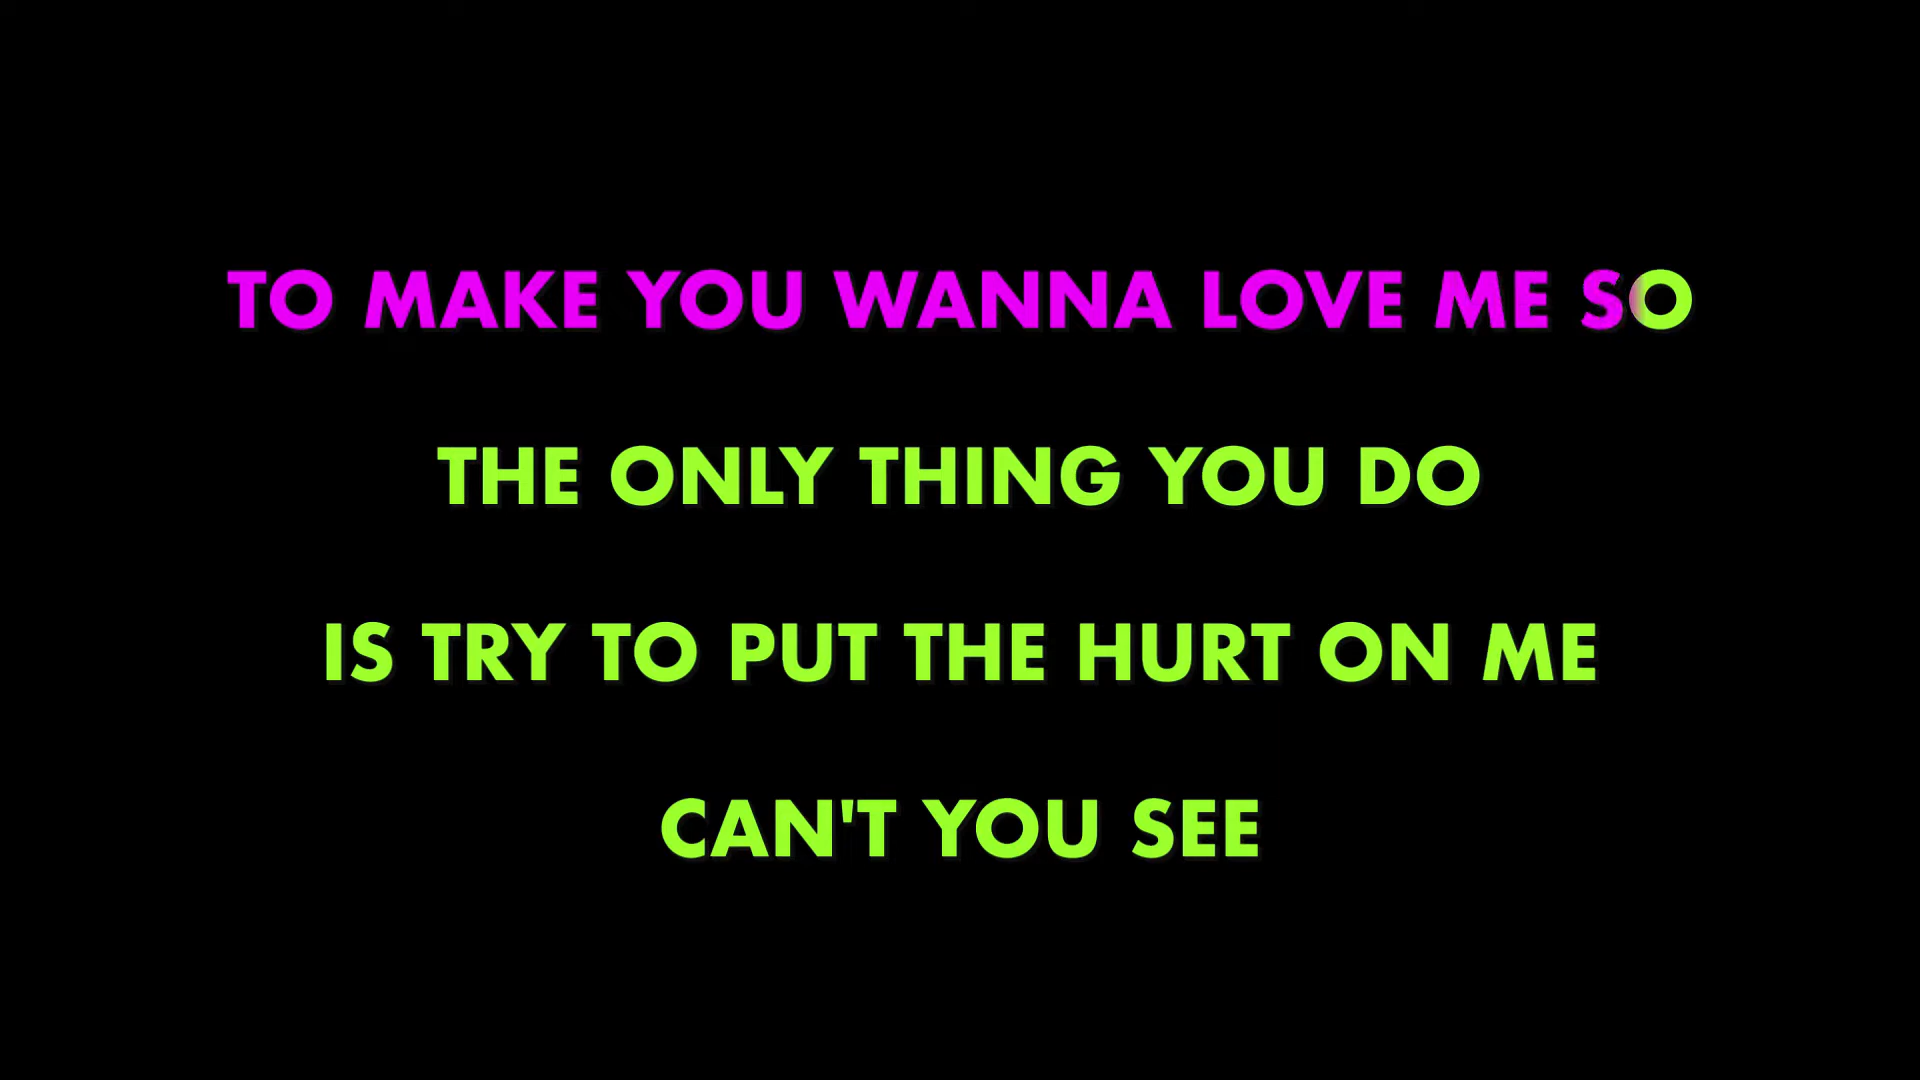 TO MAKE YOU WANNA LOVE ME SO
THE ONLY THING YOU DO
IS TRY TO PUT THE HURT ON ME
CAN'T YOU SEE